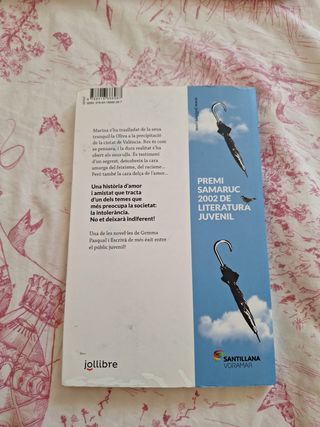 Marina s'ha traslladat de la seua
tranquil·la Oliva a la precipitació
de la ciutat de València. Res és com
es pensava, i la dura realitat n'ha
obert els seus ulls. És testimoni
d'un segrest, descobreix la cara
amarga del feixisme, del racisme...
Però també la cara dolça de l'amor...
Una història d'amor
i amistat que tracta
d'un dels temes que
més preocupa la societat:
la intolerància.
No et deixarà indiferent!
Una de les novel·les de Gemma
Pasqual i Escrivà de més èxit entre
el públic juvenil!
jollibre
PREMI
SAMARUC
2002 DE
LITERATURA
JUVENIL
SANTILLANA
VORAMAR